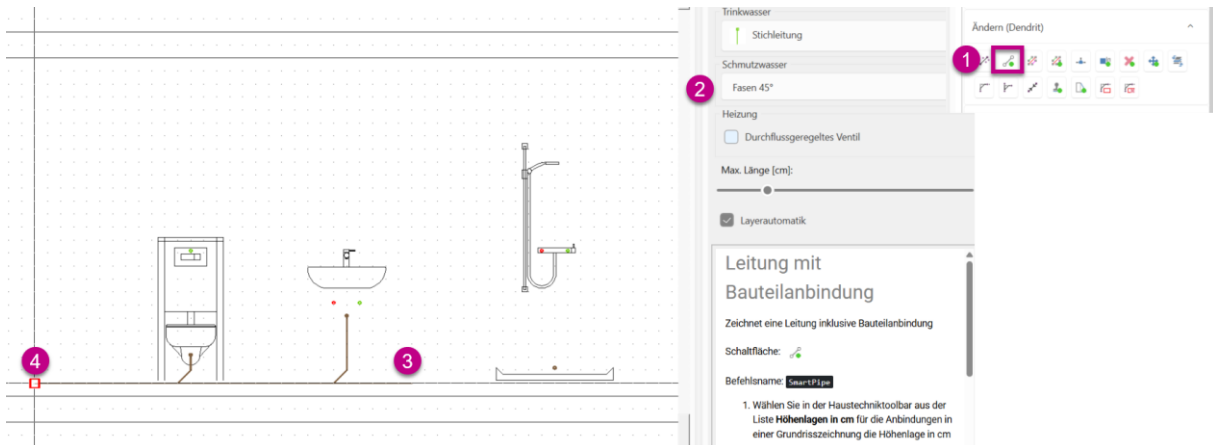 Trinkwasser
Stichleitung
Schmutzwasser
2
Fasen 45°
Heizung
Durchflussgeregeltes Ventil
Max. Länge [cm]:
Layerautomatik
Leitung mit
Bauteilanbindung
Zeichnet eine Leitung inklusive Bauteilanbindung
Schaltfläche:
Befehlsname: SmartPipe
1. Wählen Sie in der Haustechniktoolbar aus der
Liste Höhenlagen in cm für die Anbindungen in
einer Grundrisszeichnung die Höhenlage in cm
Ändern (Dendrit)
1
4
3